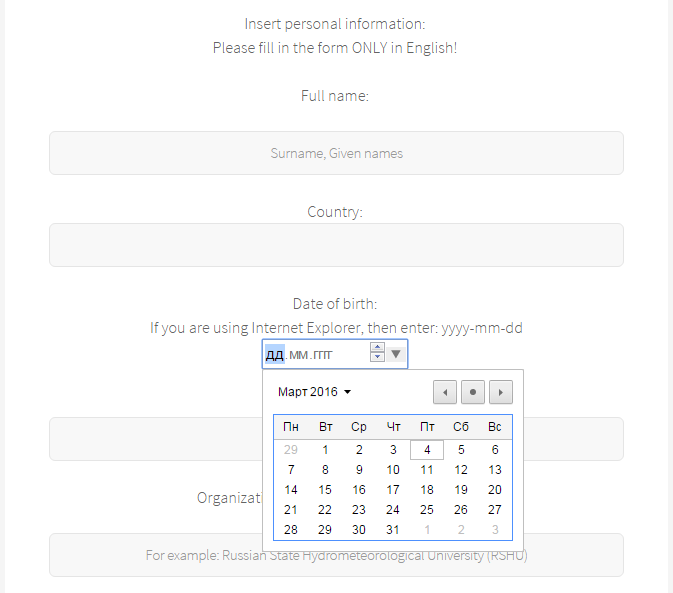 Insert personal information:
Please fill in the form ONLY in English!
Full name:
Surname, Given names
Country:
Date of birth:
If you are using Internet Explorer, then enter: yyyy-mm-dd
дд.мм.гггг
Март 2016
Пн Вт Ср Чт Пт Сб Вс
29 1 2 3 4 5 6
7 8 9 10 11 12 13
14 15 16 17 18 19 20
21 22 23 24 25 26 27
28 29 30 31 1 2 3
For example: Russian State Hydrometeorological University (RSHU)